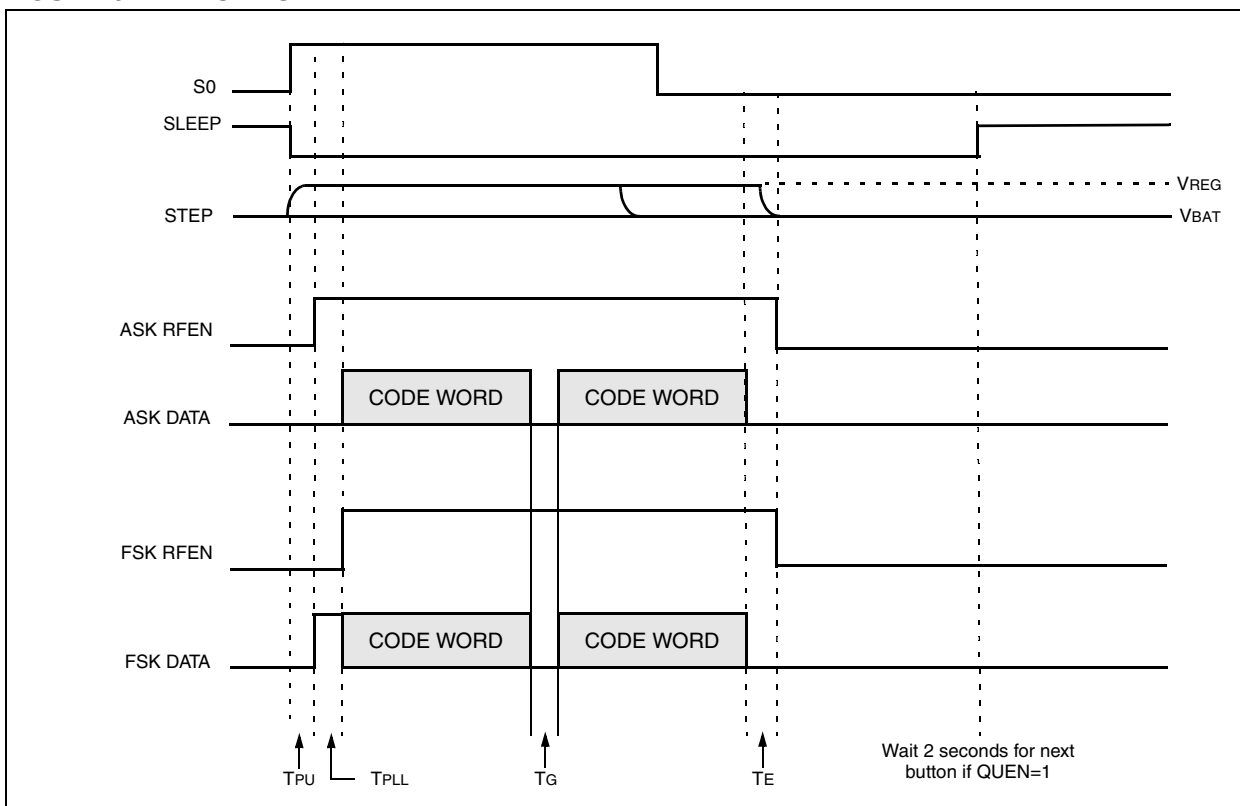 S0
SLEEP
VREG
STEP
VBAT
ASK RFEN
CODE WORD CODE WORD
ASK DATA
FSK RFEN
CODE WORD CODE WORD
FSK DATA
TPU TPLL TG TE
Wait 2 seconds for next
button if QUEN=1